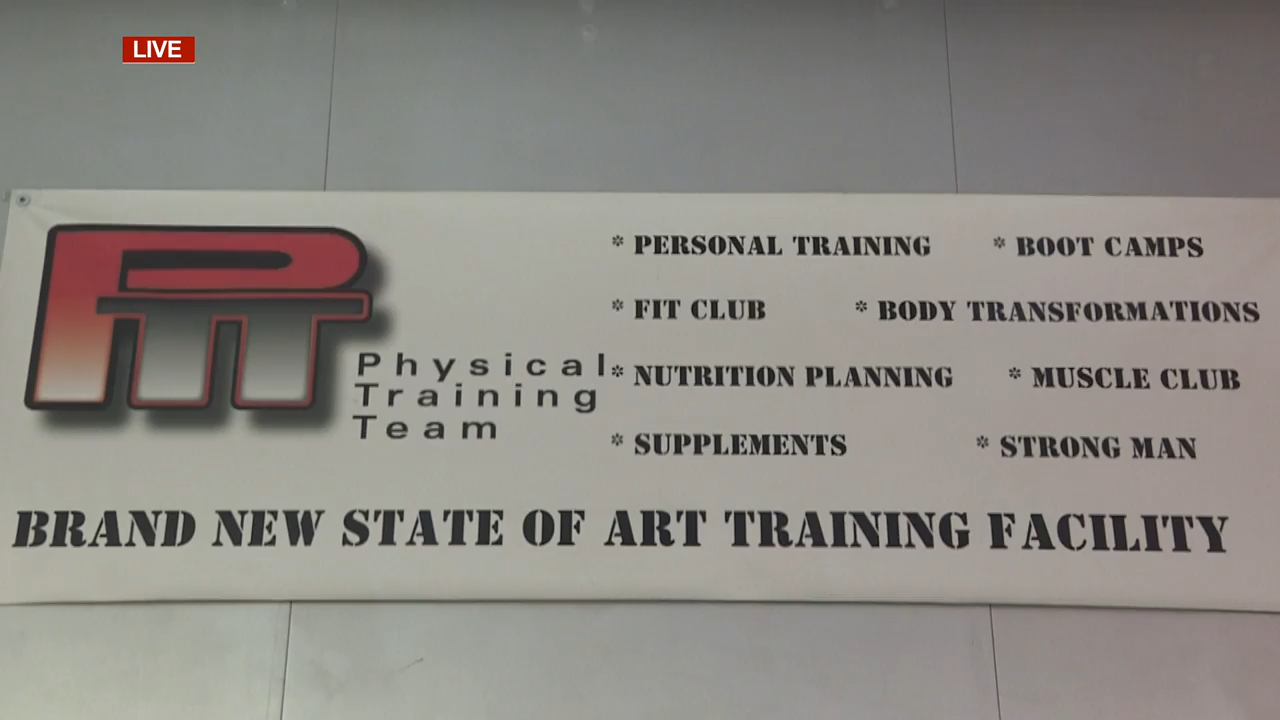 LIVE
PTT
Physical
Training
Team
* PERSONAL TRAINING * BOOT CAMPS
* FIT CLUB * BODY TRANSFORMATIONS
* NUTRITION PLANNING * MUSCLE CLUB
* SUPPLEMENTS * STRONG MAN
BRAND NEW STATE OF ART TRAINING FACILITY